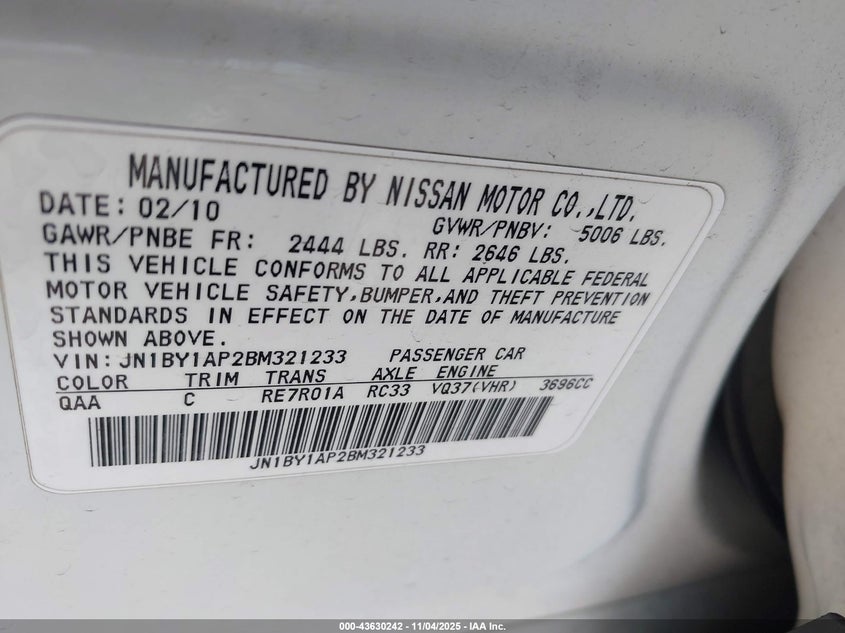 MANUFACTURED BY NISSAN MOTOR CO.,LTD.
DATE: 02/10 GVWR/PNBV: 5006 LBS.
GAWR/PNBE FR: 2444 LBS. RR: 2646 LBS.
THIS VEHICLE CONFORMS TO ALL APPLICABLE FEDERAL
MOTOR VEHICLE SAFETY,BUMPER,AND THEFT PREVENTION
STANDARDS IN EFFECT ON THE DATE OF MANUFACTURE
SHOWN ABOVE.
VIN:JN1BY1AP2BM321233 PASSENGER CAR
COLOR TRIM TRANS AXLE ENGINE
QAA C RE7R01A RC33 VQ37(VHR) 3696CC
JN1BY1AP2BM321233
000-43630242 - 11/04/2025 - IAA Inc.